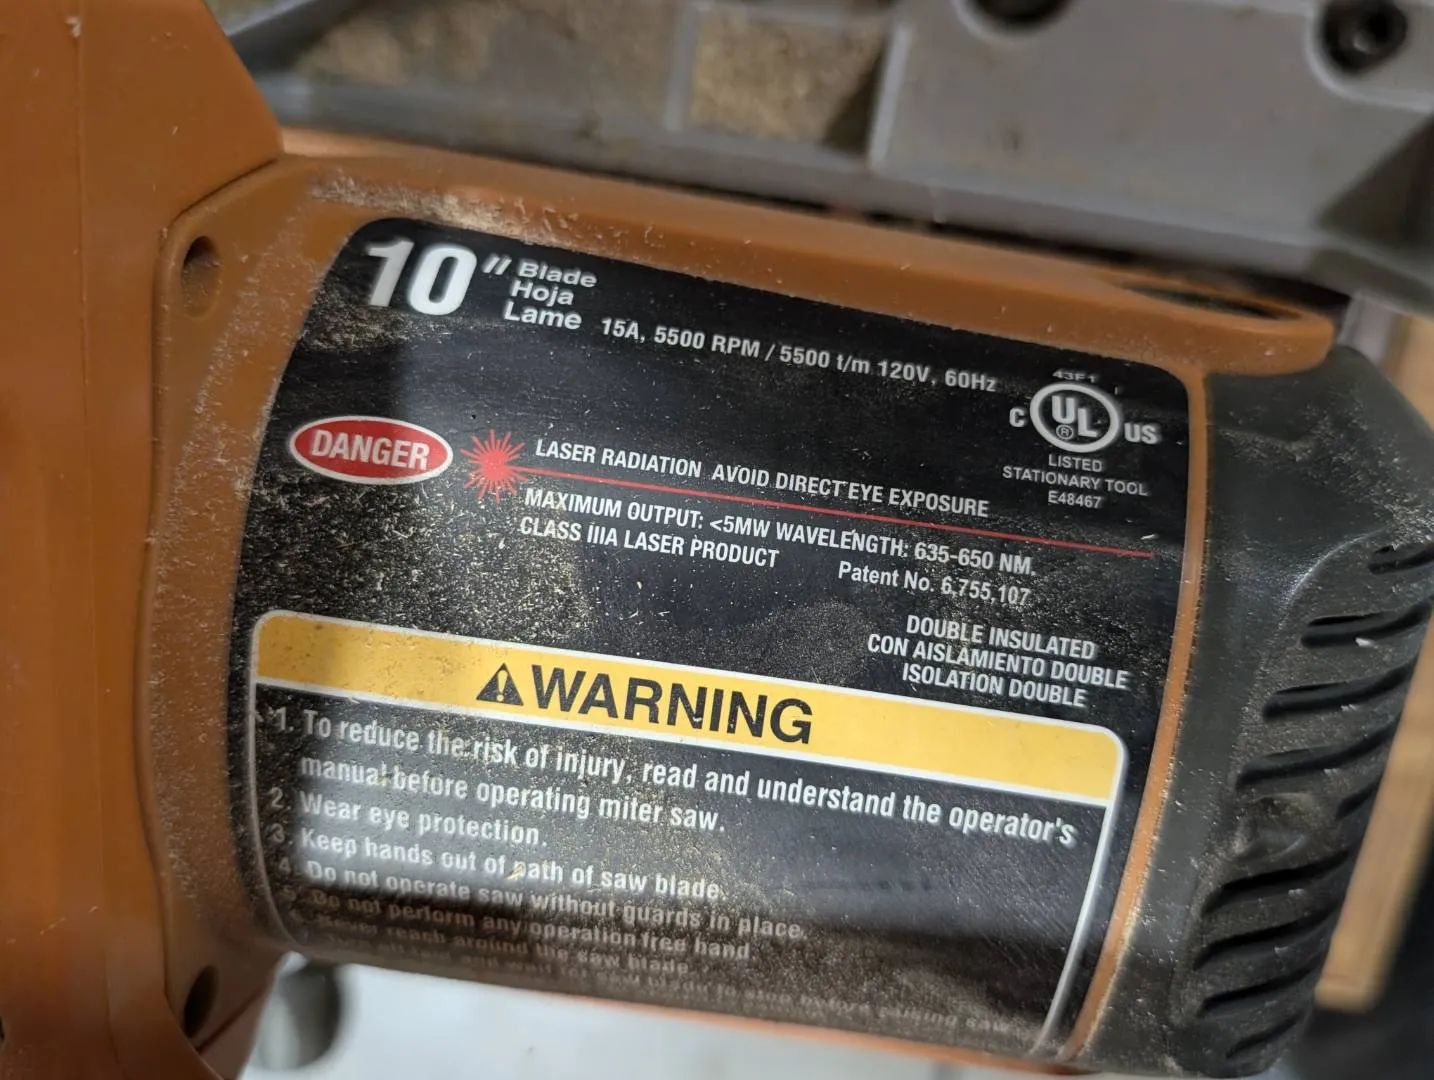 10" Blade
Hoja
Lame
15A, 5500 RPM / 5500 t/m 120V, 60Hz
43F1
C UL ® US
LISTED
STATIONARY TOOL
E48467
DANGER
LASER RADIATION AVOID DIRECT EYE EXPOSURE
MAXIMUM OUTPUT: <5MW WAVELENGTH: 635-650 NM.
CLASS IIIA LASER PRODUCT
Patent No. 6,755,107
DOUBLE INSULATED
CON AISLAMIENTO DOUBLE
ISOLATION DOUBLE
WARNING
1. To reduce the risk of injury, read and understand the operator's
manual before operating miter saw.
2. Wear eye protection.
3. Keep hands out of path of saw blade.
4. Do not operate saw without guards in place.
5. Do not perform any operation free hand.
Never reach around the saw blade.